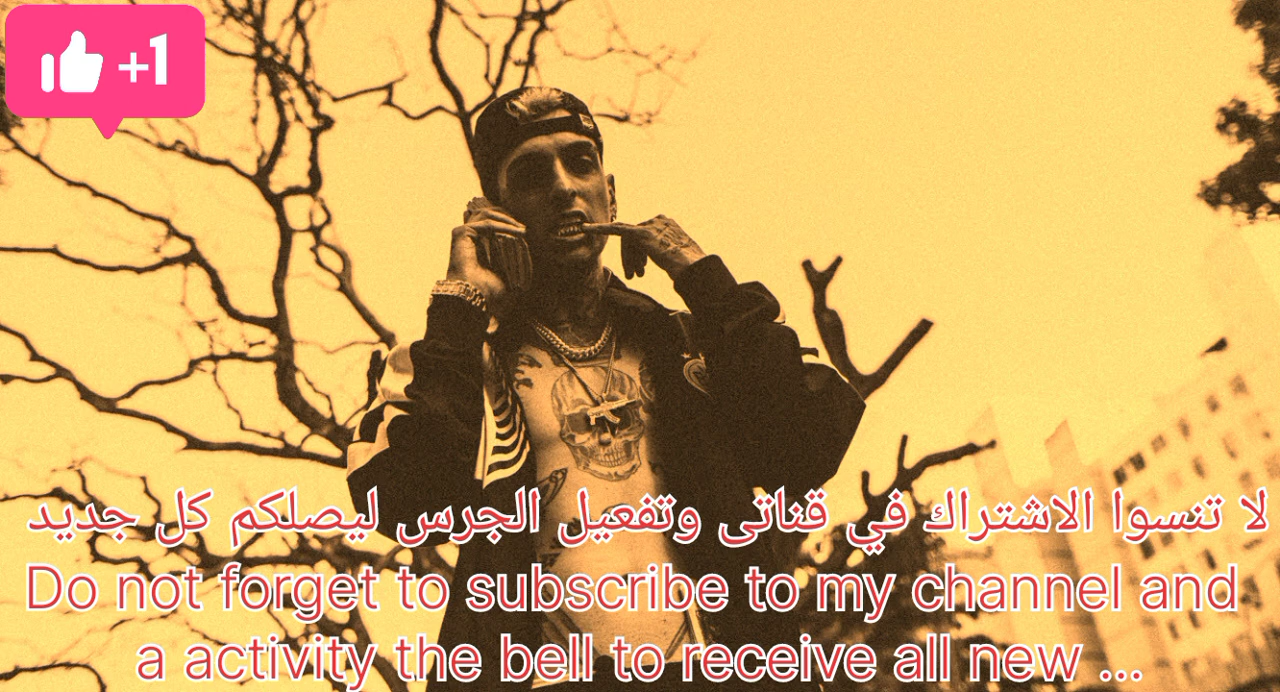 +1
لا تنسوا الاشتراك في قناتى وتفعيل الجرس ليصلكم كل جديد
Do not forget to subscribe to my channel and
a activity the bell to receive all new ...